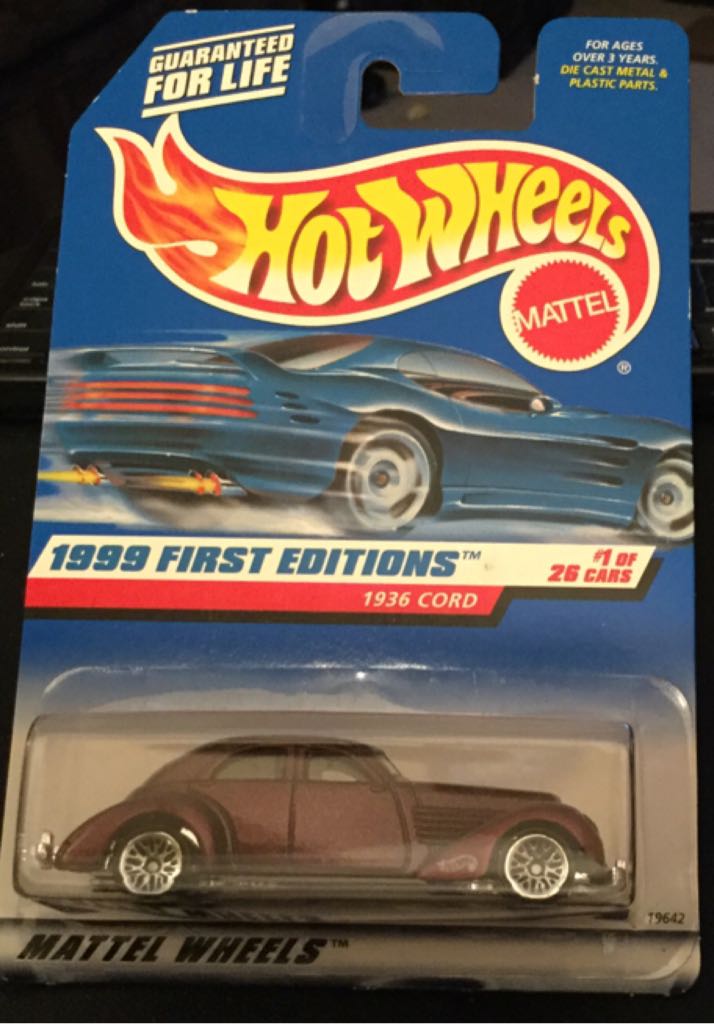 GUARANTEED
FOR LIFE
FOR AGES
OVER 3 YEARS.
DIE CAST METAL &
PLASTIC PARTS.
HOT WHEELS
MATTEL
®
1999 FIRST EDITIONS™
#1 OF
26 CARS
1936 CORD
19642
MATTEL WHEELS™